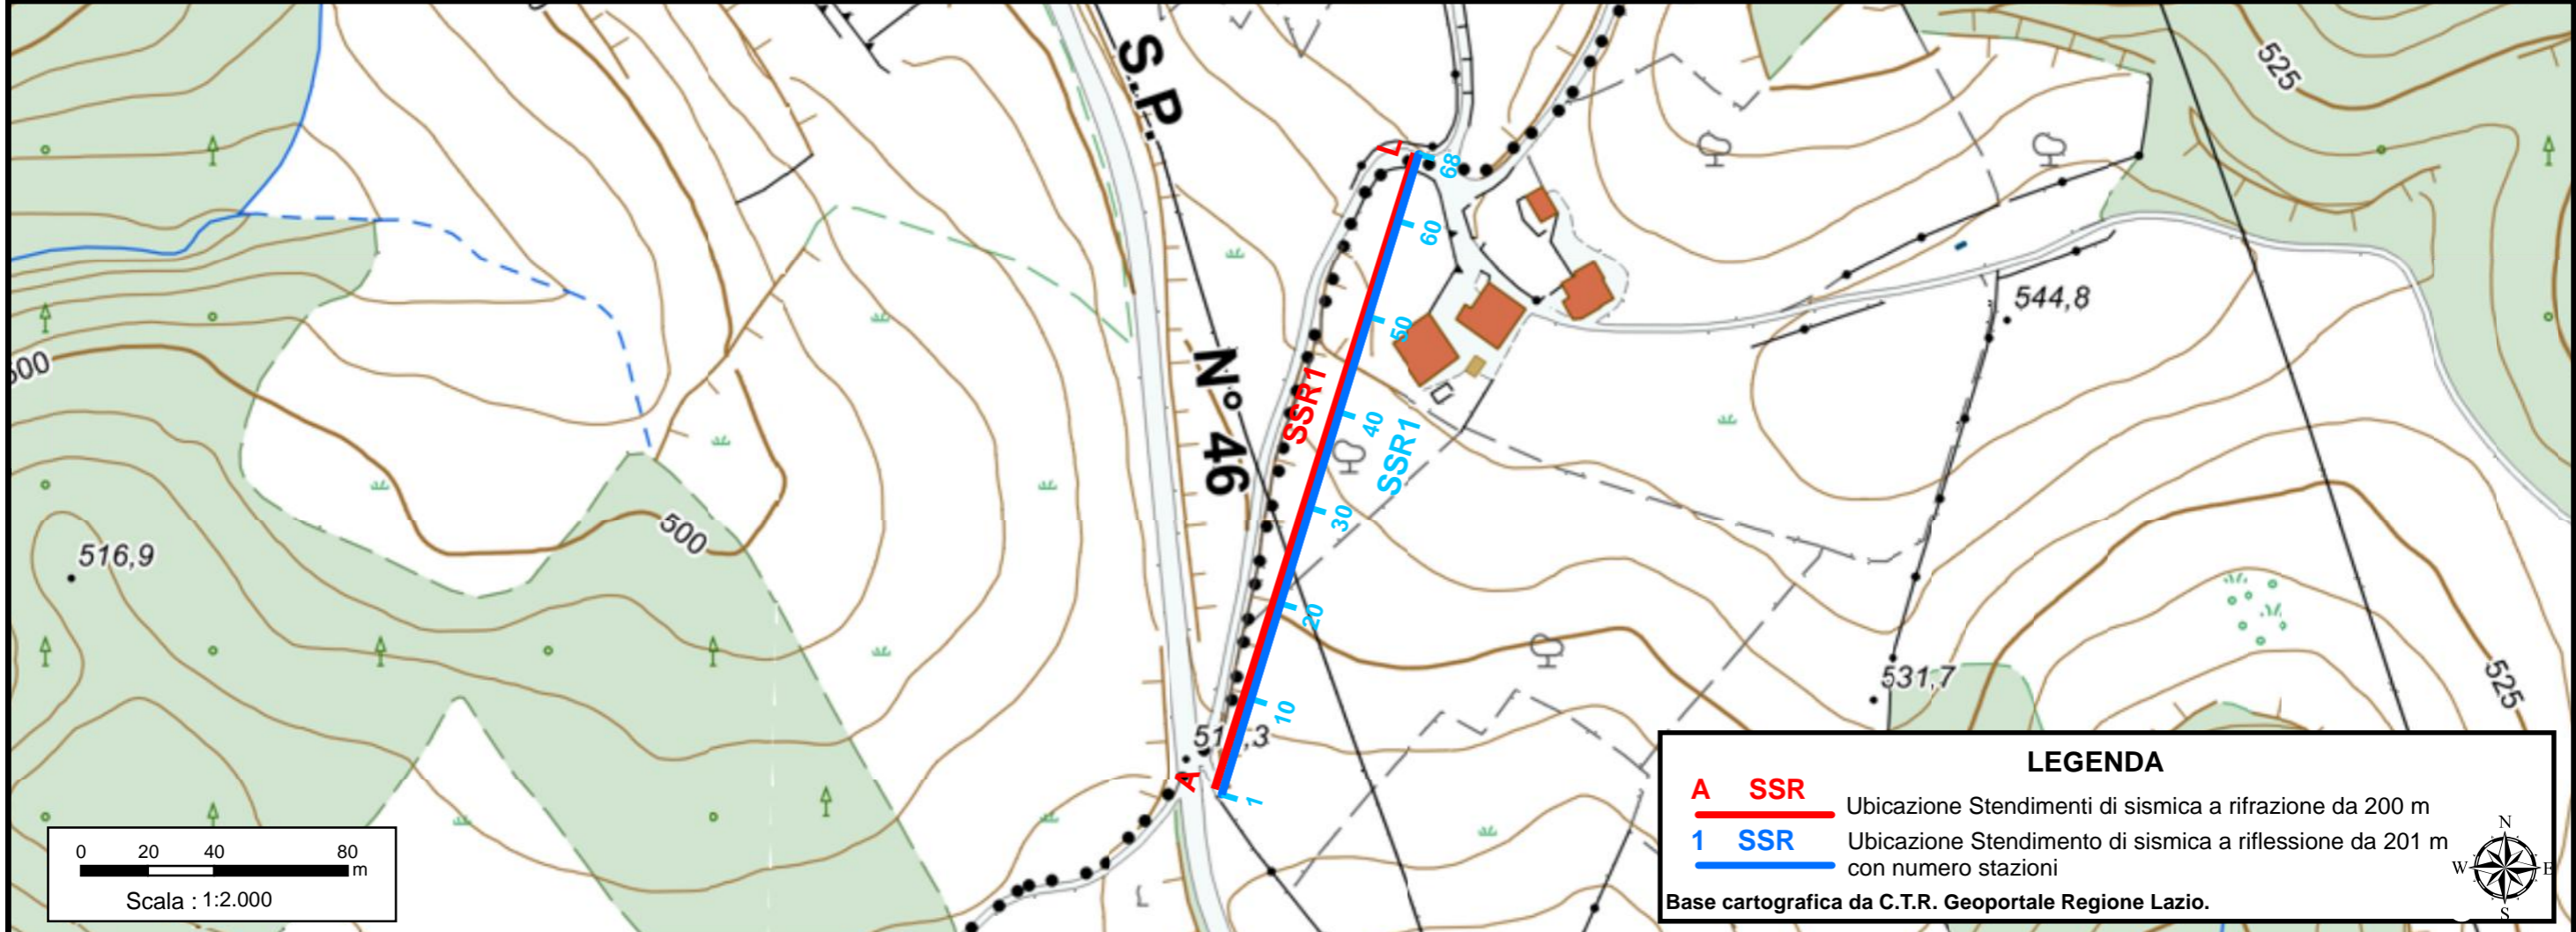 S.P.
N° 46
525
544,8
500
500
516,9
531,7
525
L
A
SSR1
SSR1
68
60
50
40
30
20
10
1
0 20 40 80
m
Scala : 1:2.000
LEGENDA
A SSR
Ubicazione Stendimenti di sismica a rifrazione da 200 m
1 SSR
Ubicazione Stendimento di sismica a riflessione da 201 m
con numero stazioni
Base cartografica da C.T.R. Geoportale Regione Lazio.
N
W E
S